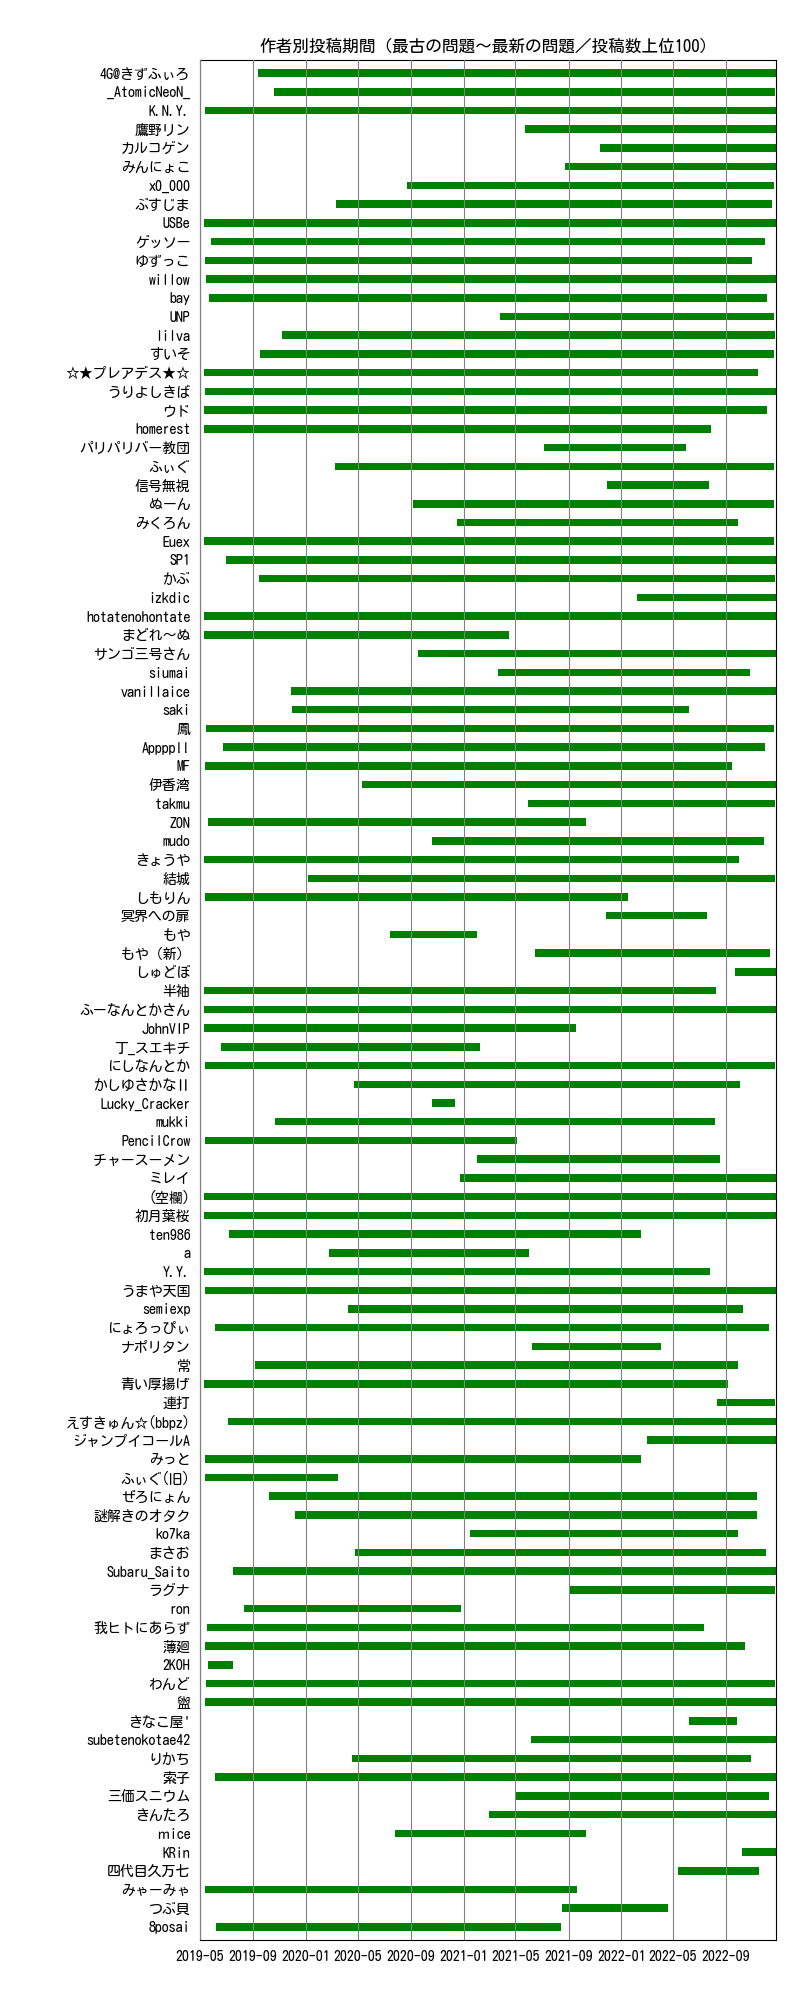 作者別投稿期間（最古の問題～最新の問題／投稿数上位100）
4G@きずふぃろ
_AtomicNeoN_
K.N.Y.
鷹野リン
カルコゲン
みんにょこ
x0_000
ぶすじま
USBe
ゲッソー
ゆずっこ
willow
bay
UNP
lilva
すいそ
☆★プレアデス★☆
うりよしきば
ウド
homerest
パリパリバー教団
ふぃぐ
信号無視
ぬーん
みくろん
Euex
SP1
かぶ
izkdic
hotatenohontate
まどれ～ぬ
サンゴ三号さん
siumai
vanillaice
saki
鳳
AppppII
MF
伊香湾
takmu
ZON
mudo
きょうや
結城
しもりん
冥界への扉
もや
もや（新）
しゅどぼ
半袖
ふーなんとかさん
JohnVIP
丁_スエキチ
にしなんとか
かしゆさかなⅡ
Lucky_Cracker
mukki
PencilCrow
チャースーメン
ミレイ
(空欄)
初月葉桜
ten986
a
Y.Y.
うまや天国
semiexp
にょろっぴぃ
ナポリタン
常
青い厚揚げ
連打
えすきゅん☆(bbpz)
ジャンプイコールA
みっと
ふぃぐ(旧)
ぜろにょん
謎解きのオタク
ko7ka
まさお
Subaru_Saito
ラグナ
ron
我ヒトにあらず
薄廻
2KOH
わんど
きなこ屋'
subetenokotae42
りかち
索子
三価スニウム
きんたろ
mice
KRin
四代目久万七
みゃーみゃ
つぶ貝
8posai
2019-05 2019-09 2020-01 2020-05 2020-09 2021-01 2021-05 2021-09 2022-01 2022-05 2022-09